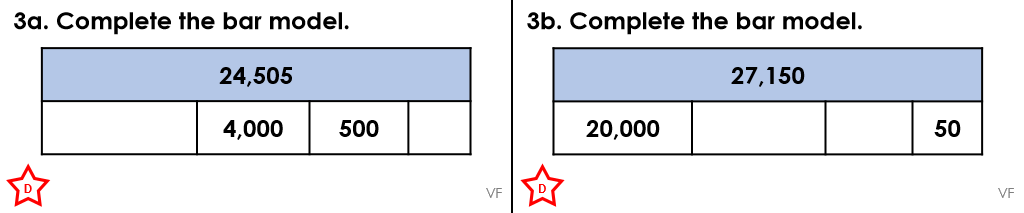 3a. Complete the bar model.
24,505
4,000 500
D
VF
3b. Complete the bar model.
27,150
20,000 50
D
VF